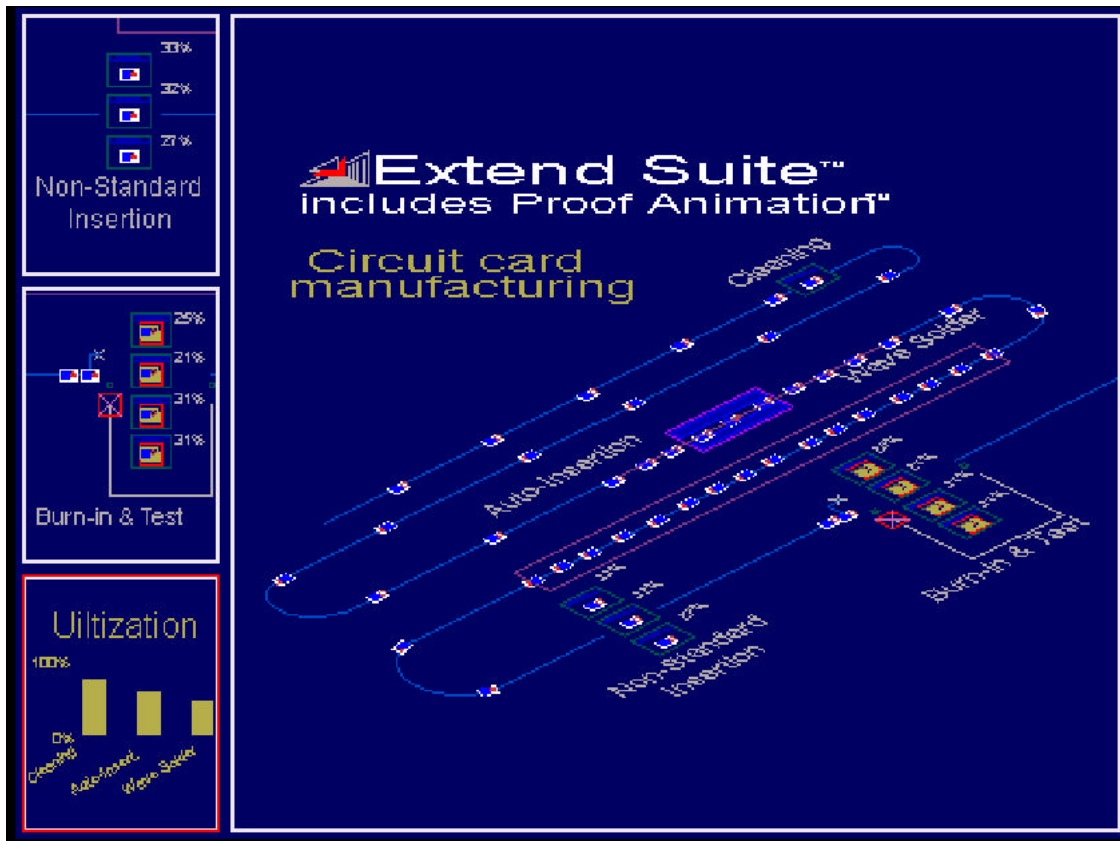 33%
32%
27%
Non-Standard
Insertion
25%
21%
31%
31%
Burn-in & Test
Uiltization
100%
0%
Cleaning
Wave Solder
Extend Suite™
includes Proof Animation™
Circuit card
manufacturing
Cleaning
Wave Solder
Auto-Insertion
Burn-in & Test
Non-Standard
Insertion